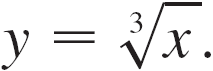 y = ∛x.